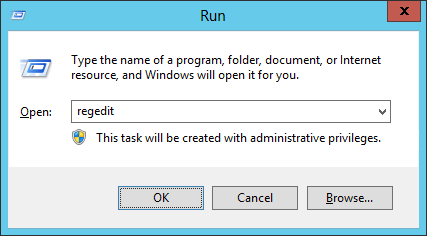 Run
Type the name of a program, folder, document, or Internet
resource, and Windows will open it for you.
Open: regedit
This task will be created with administrative privileges.
OK Cancel Browse...